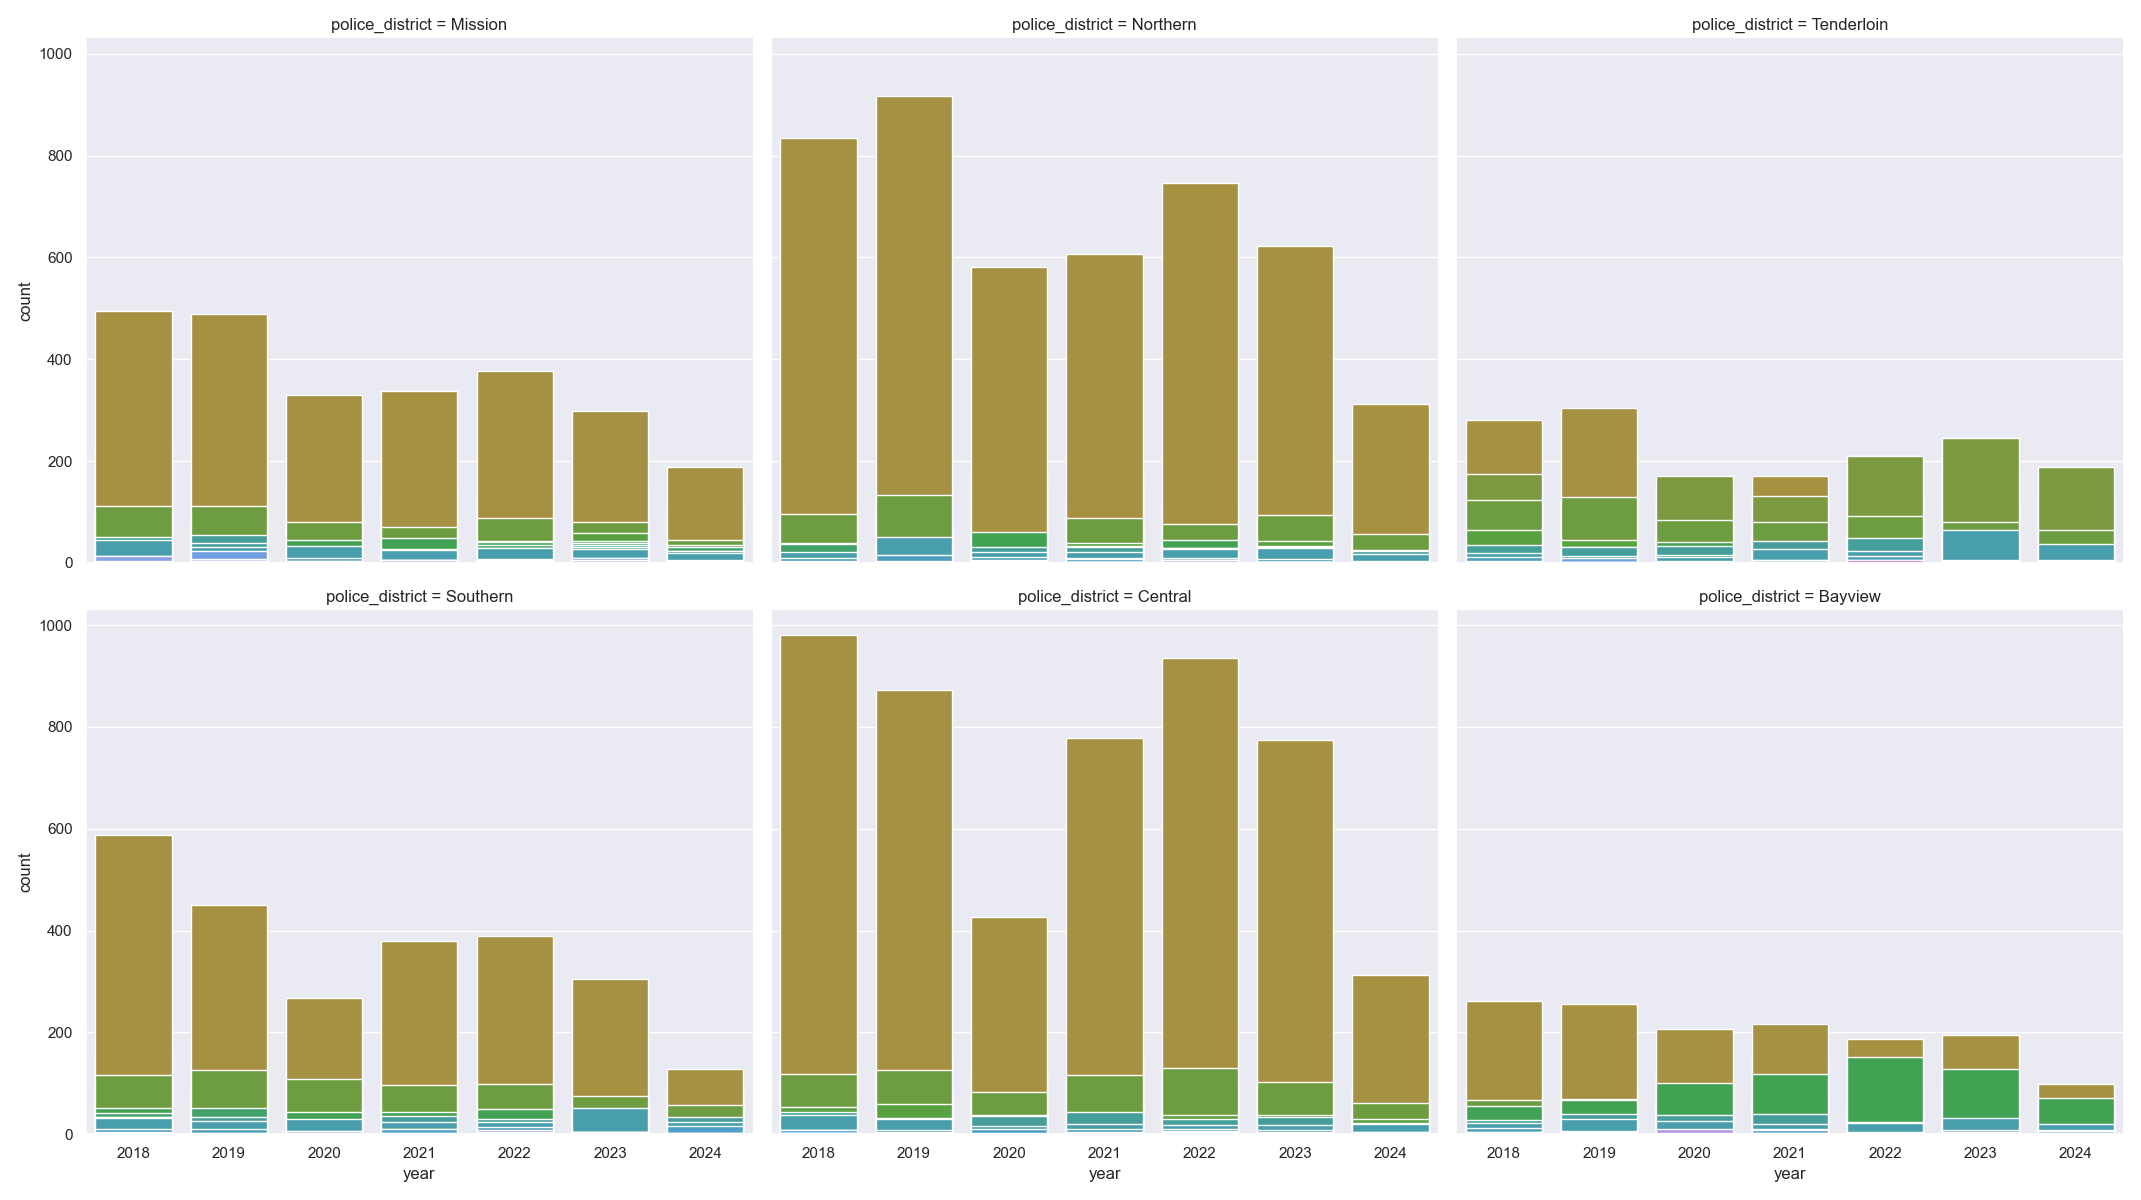 police_district = Mission
police_district = Northern
police_district = Tenderloin
1000
800
600
400
200
0
count
police_district = Southern
police_district = Central
police_district = Bayview
1000
800
600
400
200
0
count
2018 2019 2020 2021 2022 2023 2024
year
2018 2019 2020 2021 2022 2023 2024
year
2018 2019 2020 2021 2022 2023 2024
year